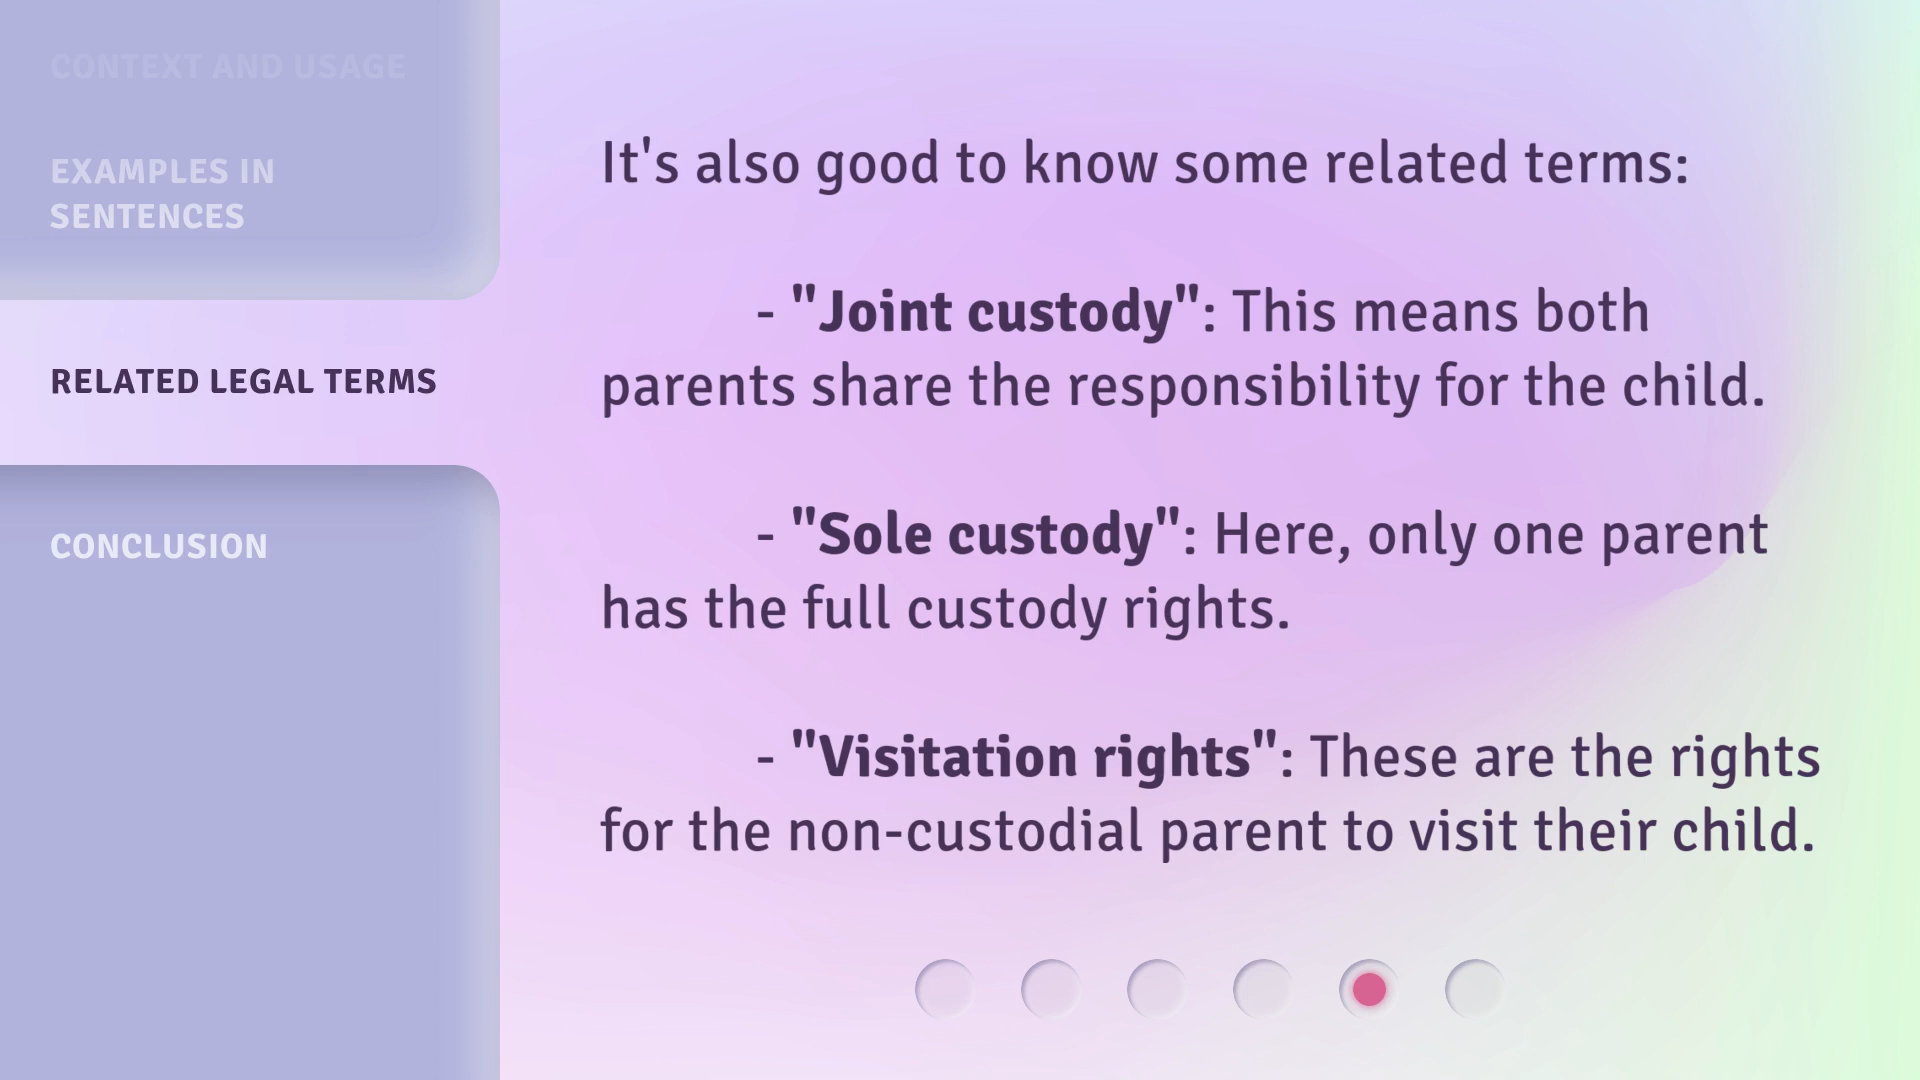 CONTEXT AND USAGE
EXAMPLES IN
SENTENCES
RELATED LEGAL TERMS
CONCLUSION
It's also good to know some related terms:
- "Joint custody": This means both
parents share the responsibility for the child.
- "Sole custody": Here, only one parent
has the full custody rights.
- "Visitation rights": These are the rights
for the non-custodial parent to visit their child.